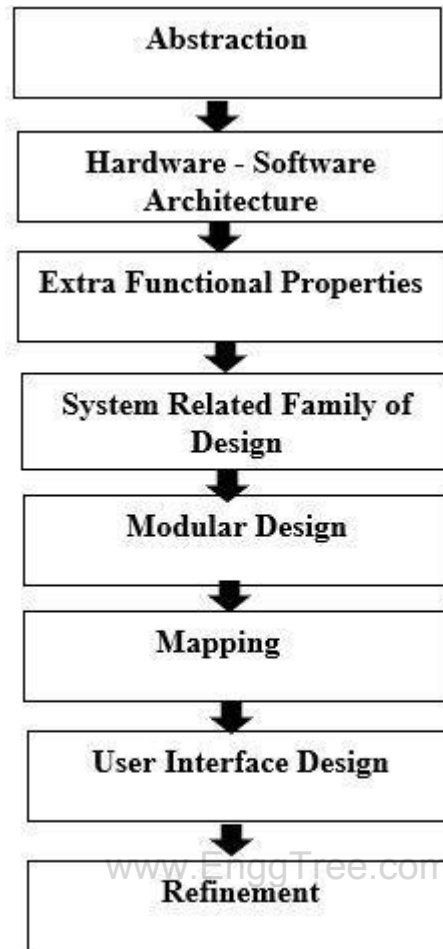 Abstraction
Hardware - Software
Architecture
Extra Functional Properties
System Related Family of
Design
Modular Design
Mapping
User Interface Design
www.EnggTree.com
Refinement